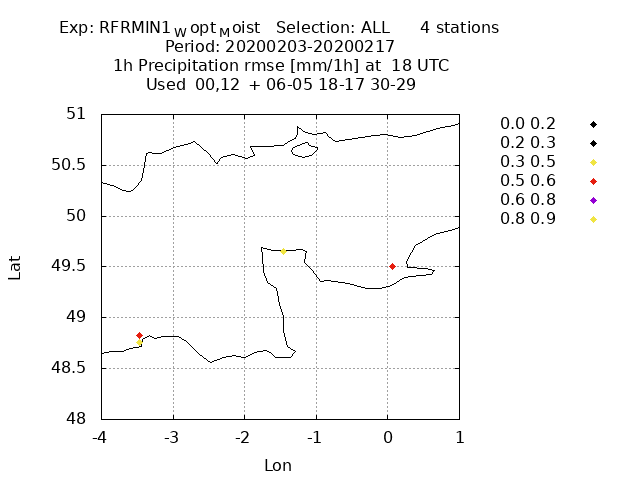 Exp: RFRMIN1WoptMoist Selection: ALL 4 stations
Period: 20200203-20200217
1h Precipitation rmse [mm/1h] at 18 UTC
Used 00,12 + 06-05 18-17 30-29
51
50.5
50
49.5
49
48.5
48
-4 -3 -2 -1 0 1
Lat
Lon
0.0 0.2
0.2 0.3
0.3 0.5
0.5 0.6
0.6 0.8
0.8 0.9